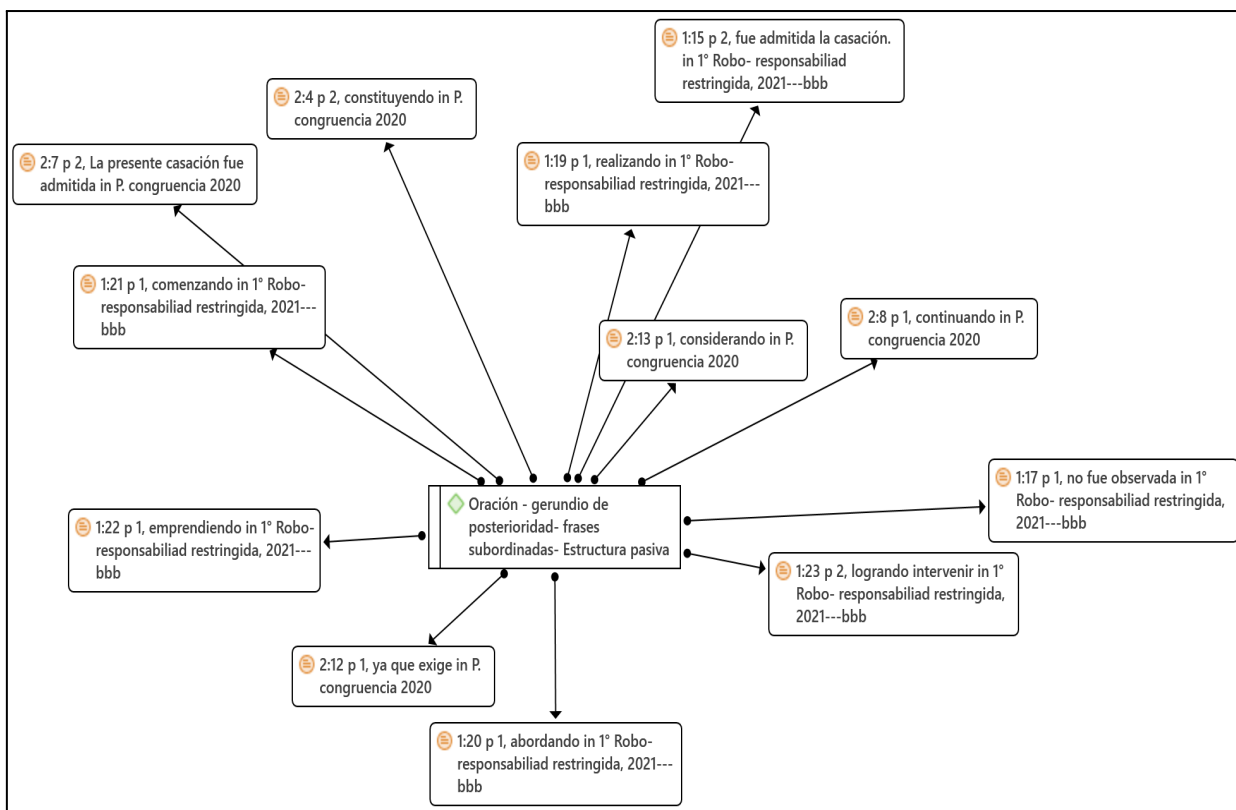 1:15 p 2, fue admitida la casación.
in 1° Robo- responsabiliad
restringida, 2021---bbb
2:4 p 2, constituyendo in P.
congruencia 2020
2:7 p 2, La presente casación fue
admitida in P. congruencia 2020
1:19 p 1, realizando in 1° Robo-
responsabiliad restringida, 2021---
bbb
1:21 p 1, comenzando in 1° Robo-
responsabiliad restringida, 2021---
bbb
2:13 p 1, considerando in P.
congruencia 2020
2:8 p 1, continuando in P.
congruencia 2020
1:17 p 1, no fue observada in 1°
Robo- responsabiliad restringida,
2021---bbb
Oración - gerundio de
posterioridad- frases
subordinadas- Estructura pasiva
1:22 p 1, emprendiendo in 1° Robo-
responsabiliad restringida, 2021---
bbb
1:23 p 2, logrando intervenir in 1°
Robo- responsabiliad restringida,
2021---bbb
2:12 p 1, ya que exige in P.
congruencia 2020
1:20 p 1, abordando in 1° Robo-
responsabiliad restringida, 2021---
bbb